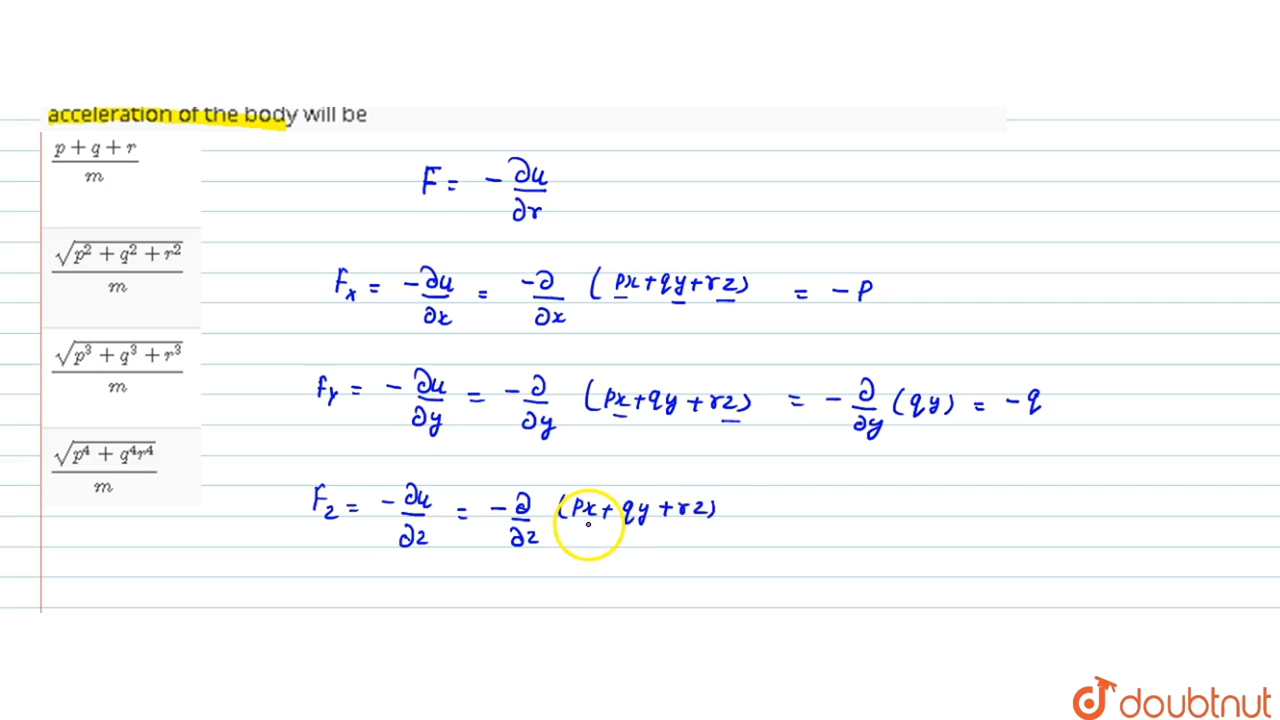 acceleration of the body will be
p + q + r / m
F = - ∂u / ∂r
√(p² + q² + r²) / m
Fx = -∂u / ∂x = -∂ / ∂x (px+qy+rz) = - P
√(p³ + q³ + r³) / m
Fy = -∂u / ∂y = -∂ / ∂y (px+qy+rz) = -∂ / ∂y (qy) = - q
√(p⁴ + q⁴r⁴) / m
Fz = -∂u / ∂z = -∂ / ∂z (px+qy+rz)
doubtnut